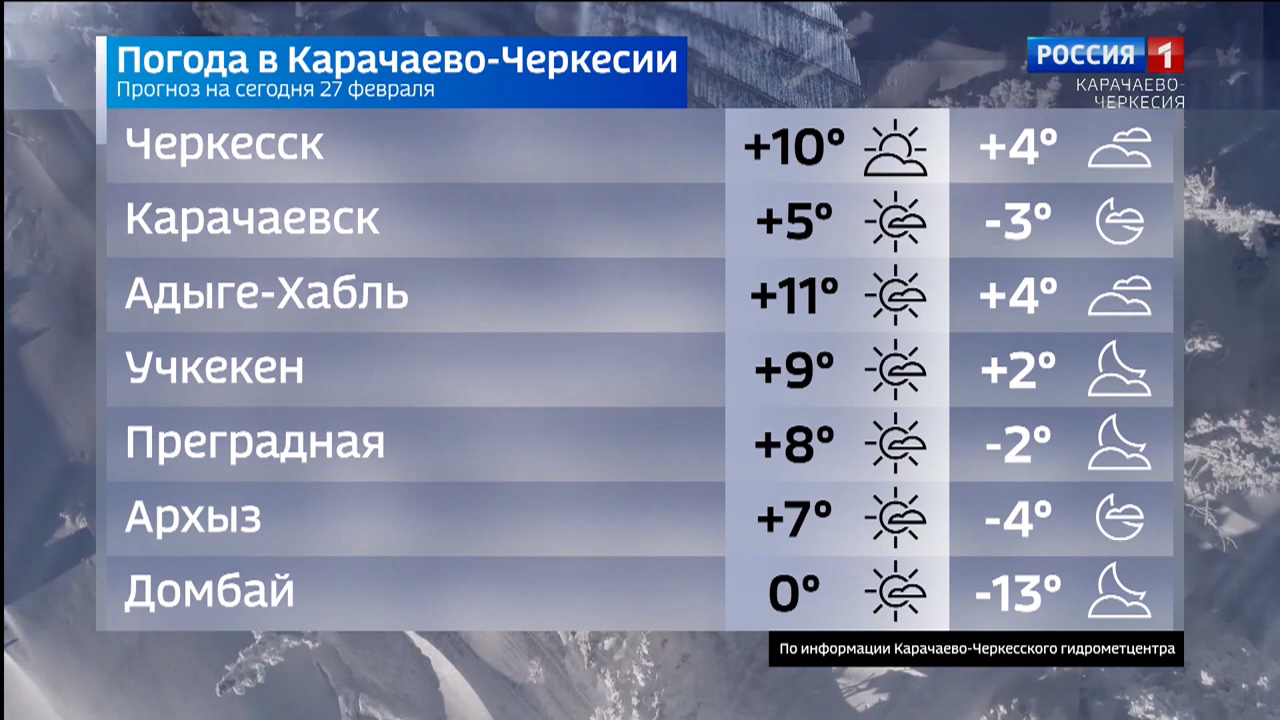 Погода в Карачаево-Черкесии
Прогноз на сегодня 27 февраля
РОССИЯ 1
КАРАЧАЕВО-
ЧЕРКЕСИЯ
Черкесск +10° +4°
Карачаевск +5° -3°
Адыге-Хабль +11° +4°
Учкекен +9° +2°
Преградная +8° -2°
Архыз +7° -4°
Домбай 0° -13°
По информации Карачаево-Черкесского гидрометцентра